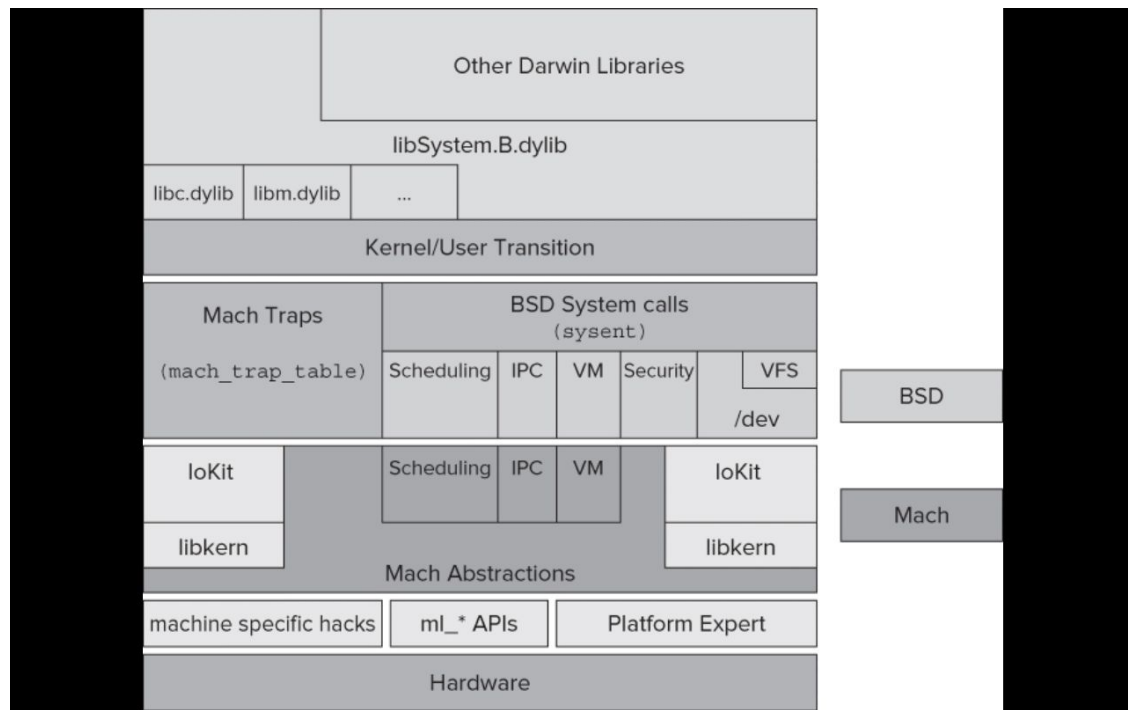 Other Darwin Libraries
libSystem.B.dylib
libc.dylib
libm.dylib
...
Kernel/User Transition
Mach Traps
(mach_trap_table)
BSD System calls
(sysent)
Scheduling
IPC
VM
Security
VFS
/dev
BSD
IoKit
Scheduling
IPC
VM
IoKit
Mach
libkern
libkern
Mach Abstractions
machine specific hacks
ml_* APIs
Platform Expert
Hardware